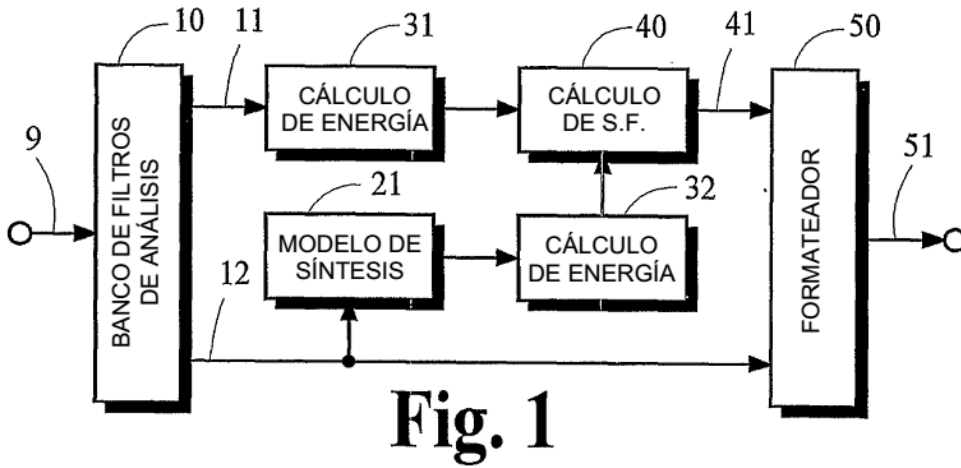 10
11
31
40
41
50
9
BANCO DE FILTROS
DE ANÁLISIS
CÁLCULO
DE ENERGÍA
CÁLCULO
DE S.F.
21
32
51
MODELO DE
SÍNTESIS
CÁLCULO
DE ENERGÍA
12
FORMATEADOR
Fig. 1